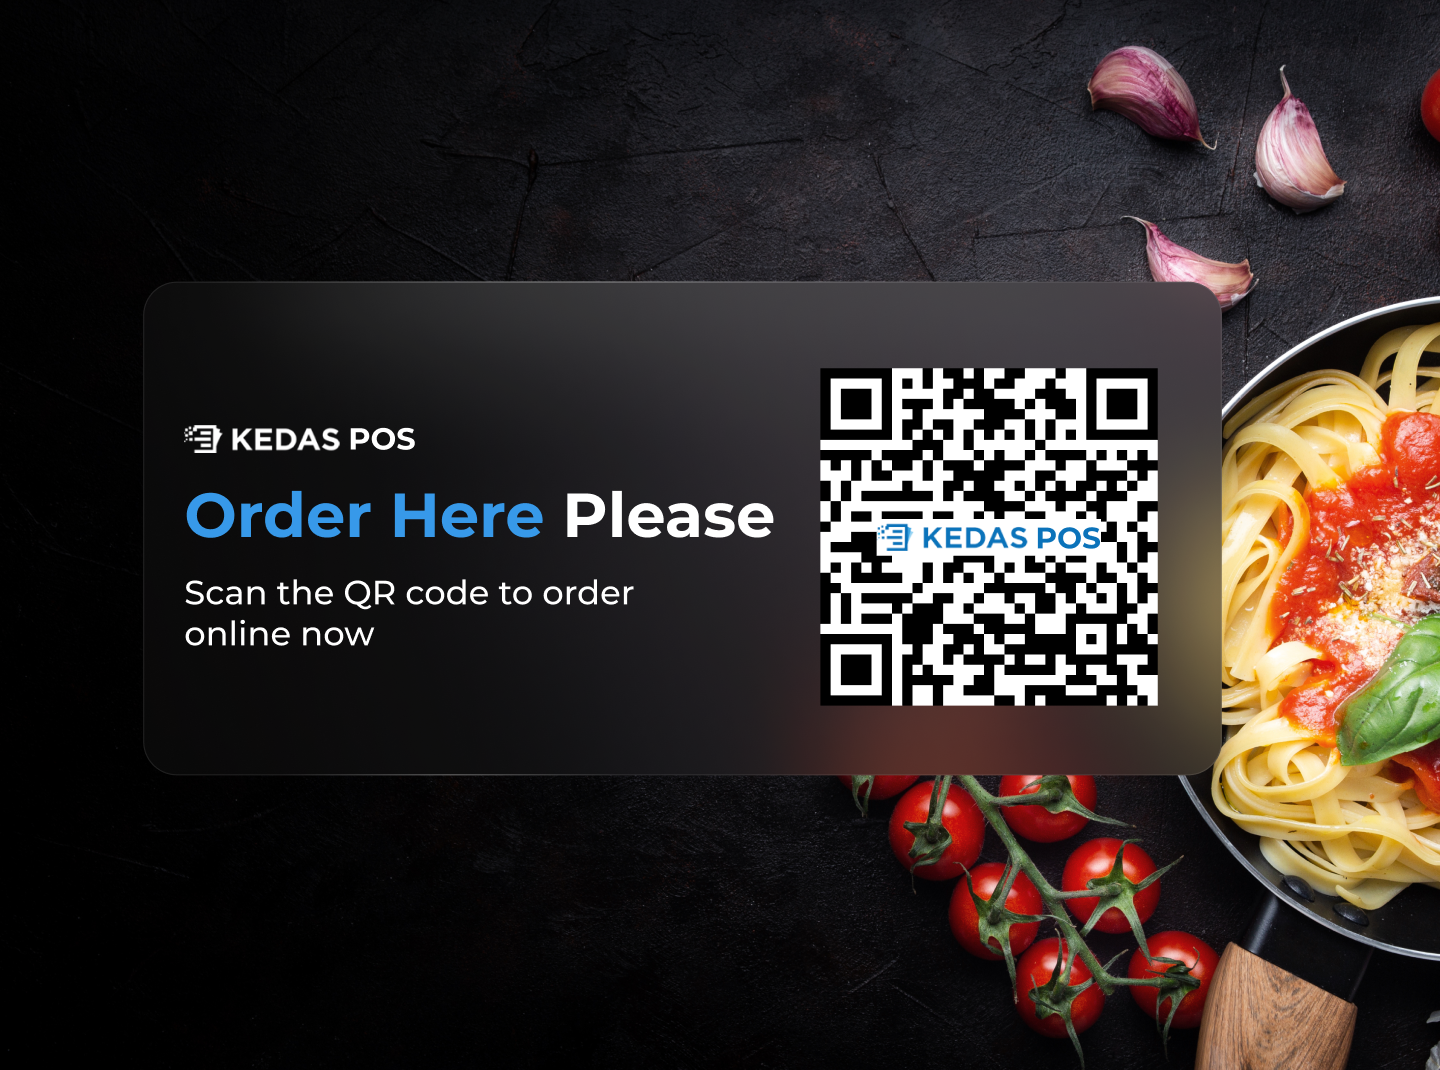 KEDAS POS
Order Here Please
Scan the QR code to order
online now
KEDAS POS